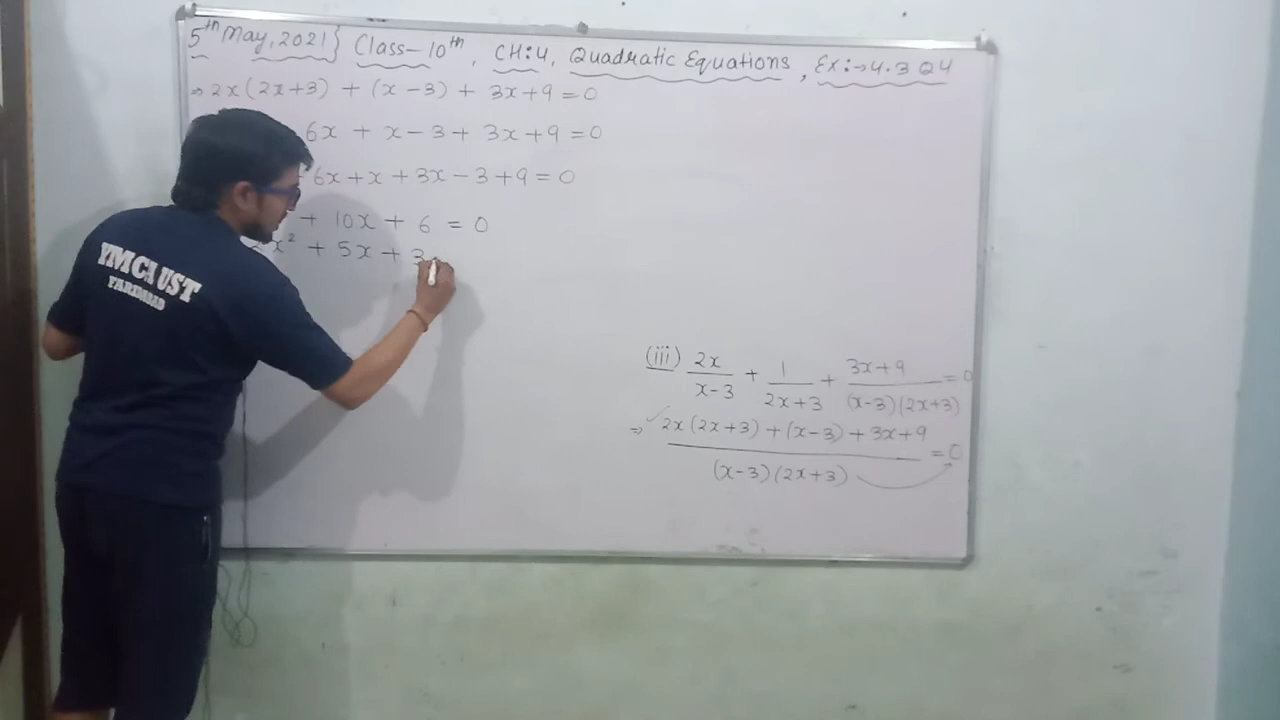 5th May, 2021} Class-10th, CH:4, Quadratic Equations, Ex:→4.3 Q4
⇒ 2x(2x+3) + (x-3) + 3x+9=0
6x + x-3+ 3x+9=0
6x+x+3x-3+9=0
+ 10x + 6 = 0
x² + 5x + 3
YMCA UST
FARIDABAD
(iii) 2x/(x-3) + 1/(2x+3) + (3x+9)/((x-3)(2x+3)) =0
⇒ (2x(2x+3) + (x-3) + 3x+9)/((x-3)(2x+3)) =0